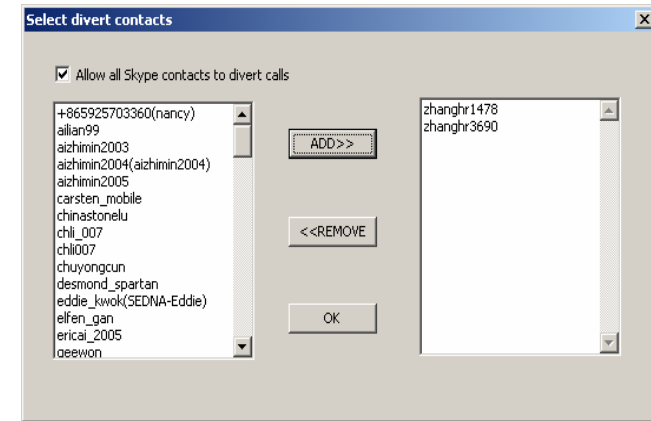 Select divert contacts
Allow all Skype contacts to divert calls
+865925703360(nancy)
ailian99
aizhimin2003
aizhimin2004(aizhimin2004)
aizhimin2005
carsten_mobile
chinastonelu
chli_007
chli007
chuyongcun
desmond_spartan
eddie_kwok(SEDNA-Eddie)
elfen_gan
ericai_2005
geewon
ADD>>
<<REMOVE
OK
zhanghr1478
zhanghr3690